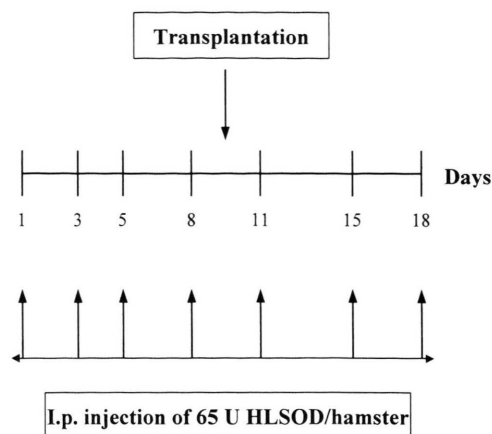 Transplantation
Days
1 3 5 8 11 15 18
I.p. injection of 65 U HLSOD/hamster